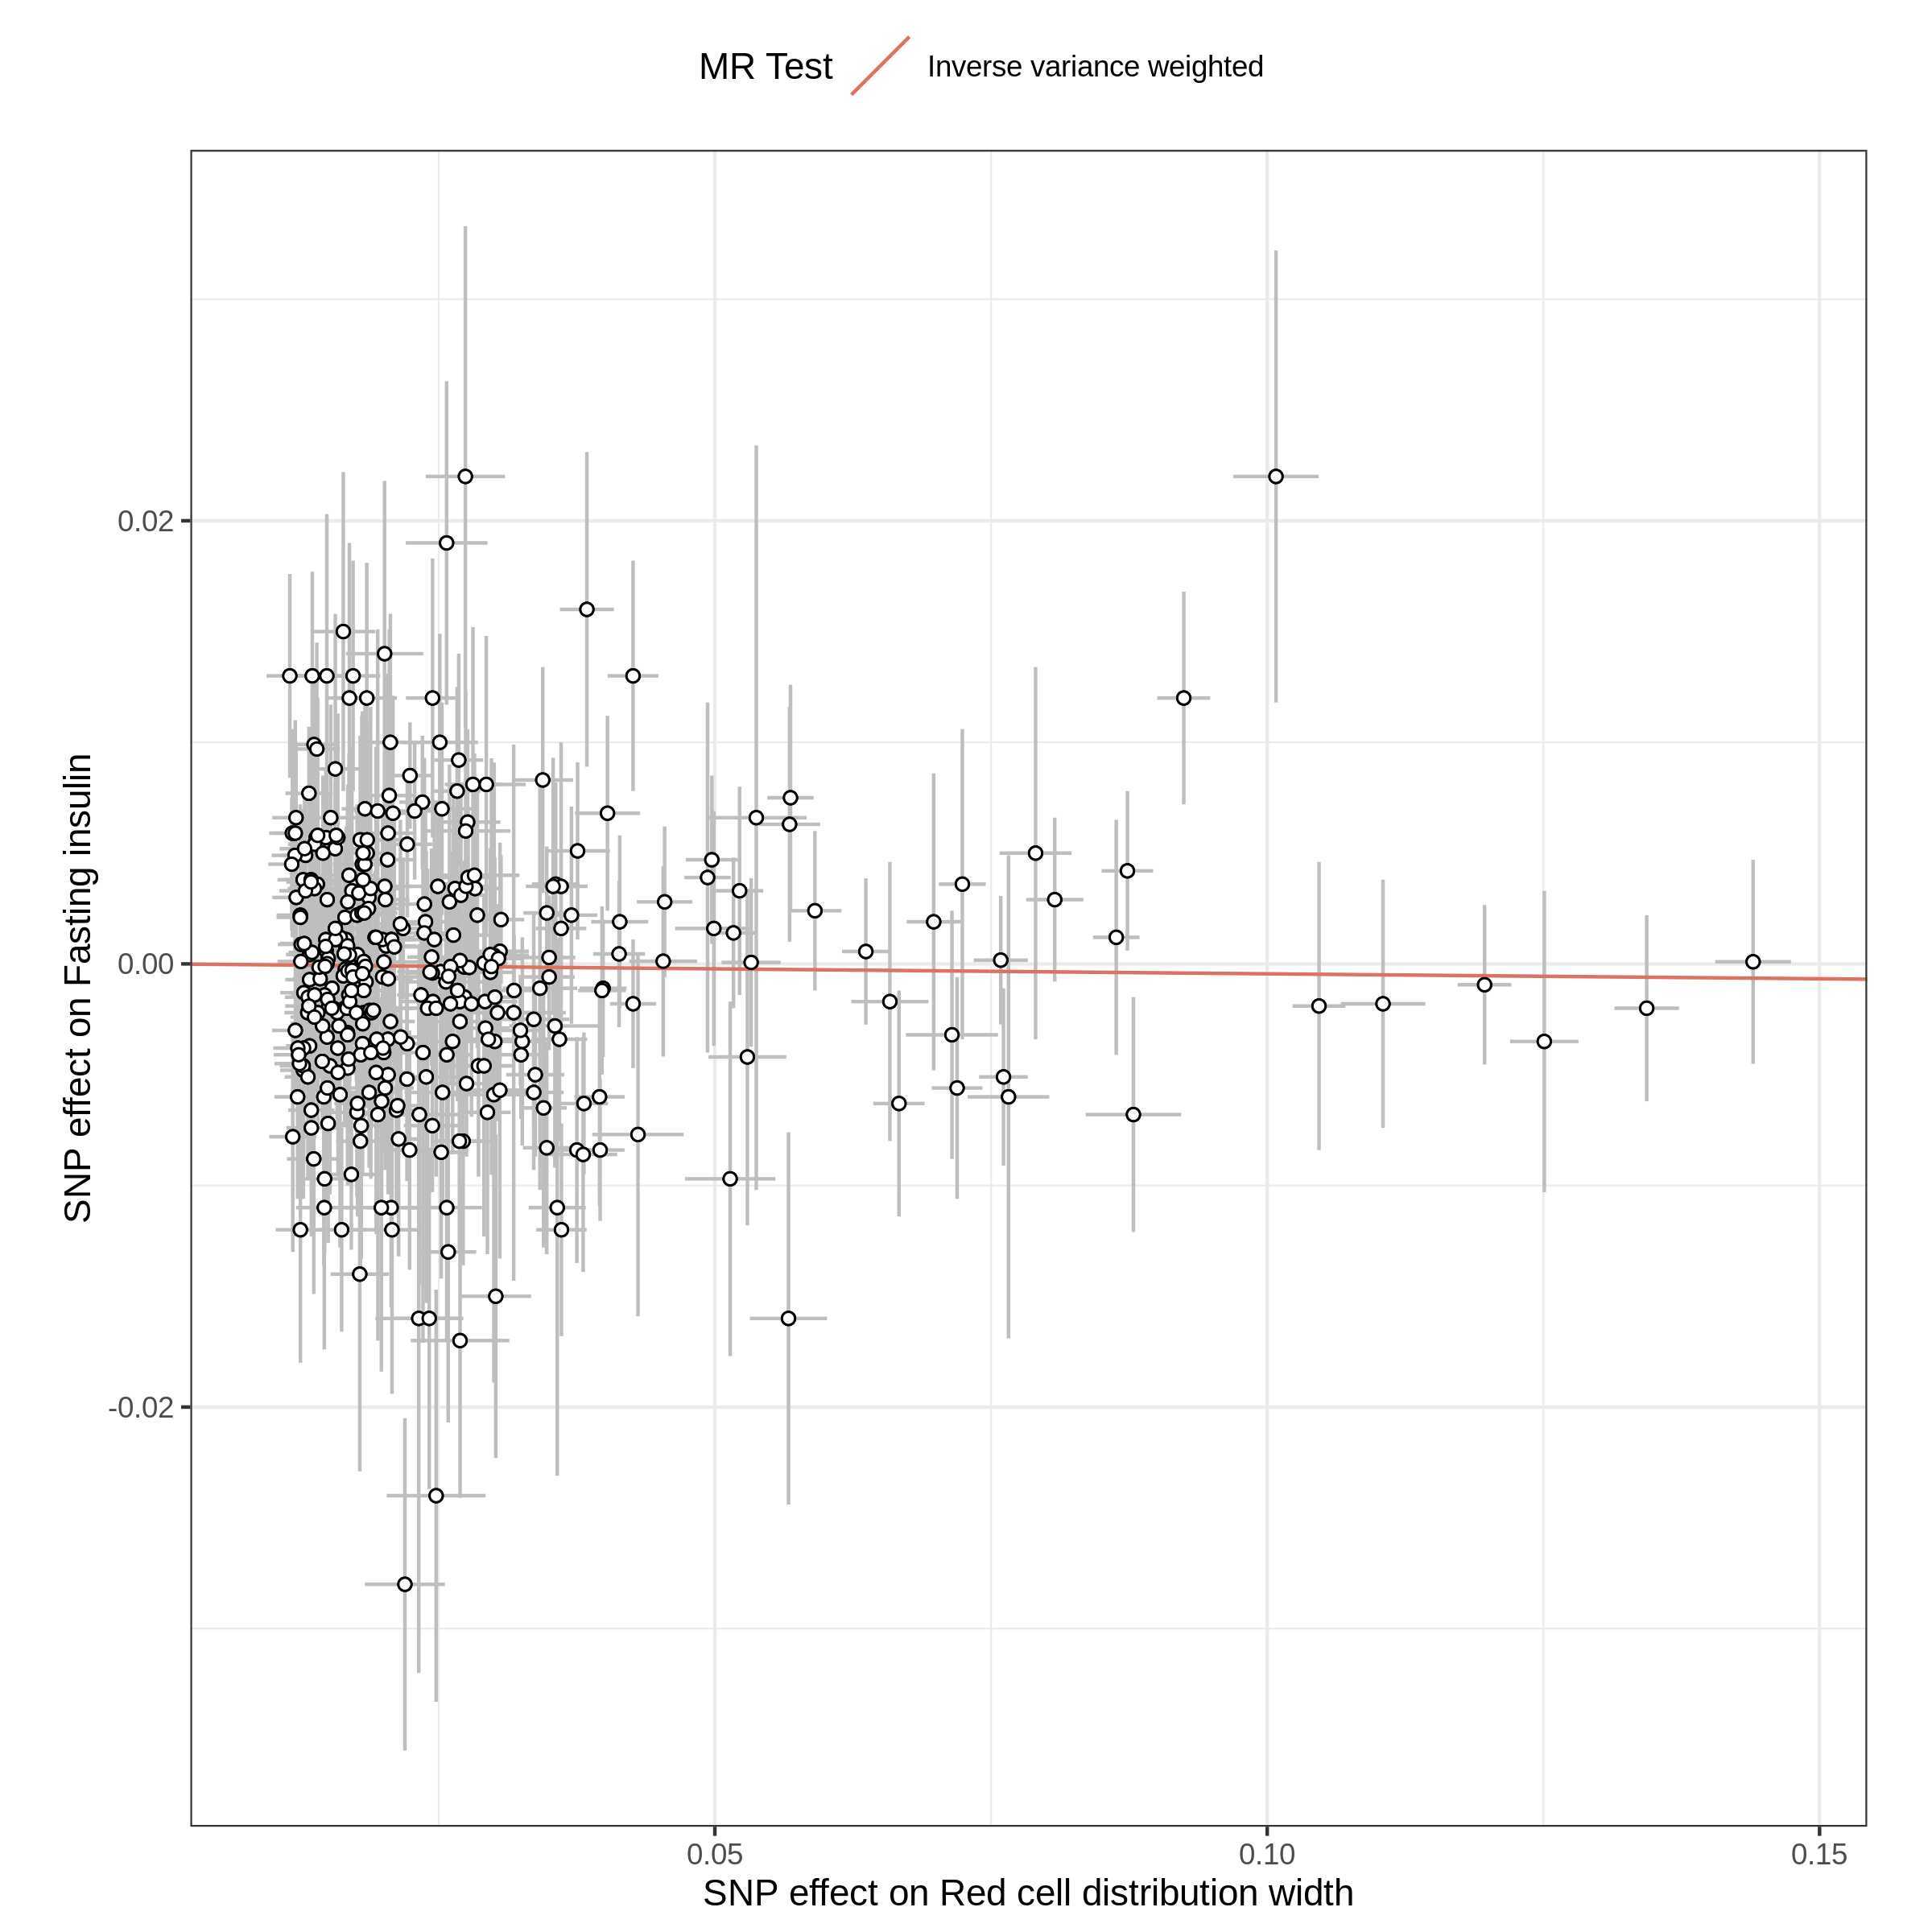 MR Test
Inverse variance weighted
SNP effect on Fasting insulin
0.02
0.00
-0.02
0.05
0.10
0.15
SNP effect on Red cell distribution width